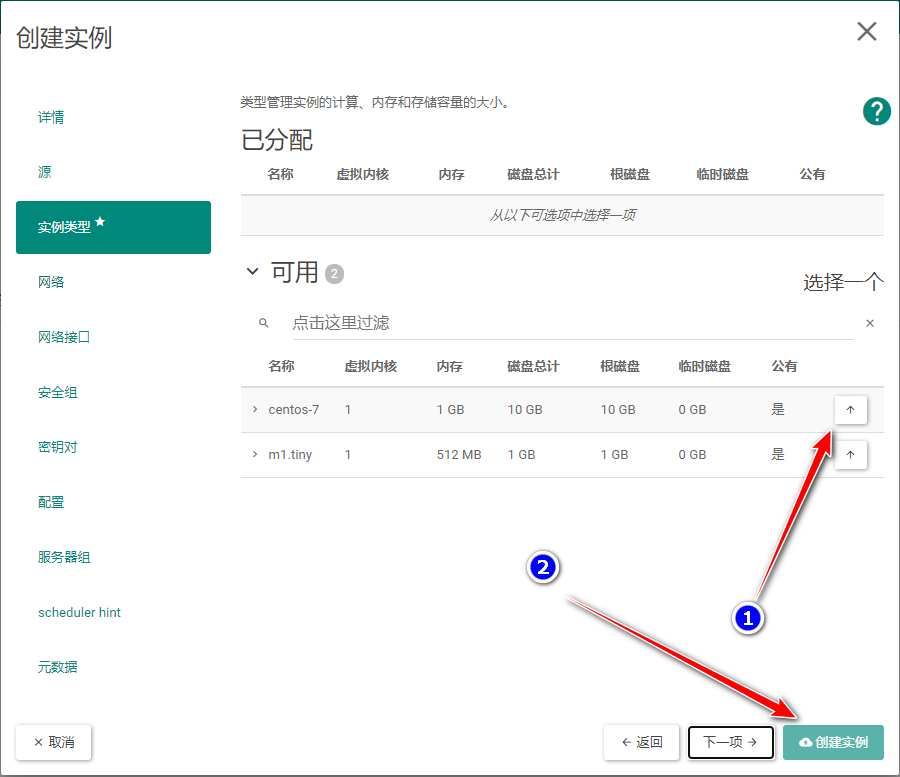 创建实例
详情
源
实例类型
网络
网络接口
安全组
密钥对
配置
服务器组
scheduler hint
元数据
类型管理实例的计算、内存和存储容量的大小。
?
已分配
名称 虚拟内核 内存 磁盘总计 根磁盘 临时磁盘 公有
从以下可选项中选择一项
可用 2
选择一个
点击这里过滤
名称 虚拟内核 内存 磁盘总计 根磁盘 临时磁盘 公有
centos-7 1 1 GB 10 GB 10 GB 0 GB 是
m1.tiny 1 512 MB 1 GB 1 GB 0 GB 是
2
1
× 取消
← 返回
下一项 →
创建实例